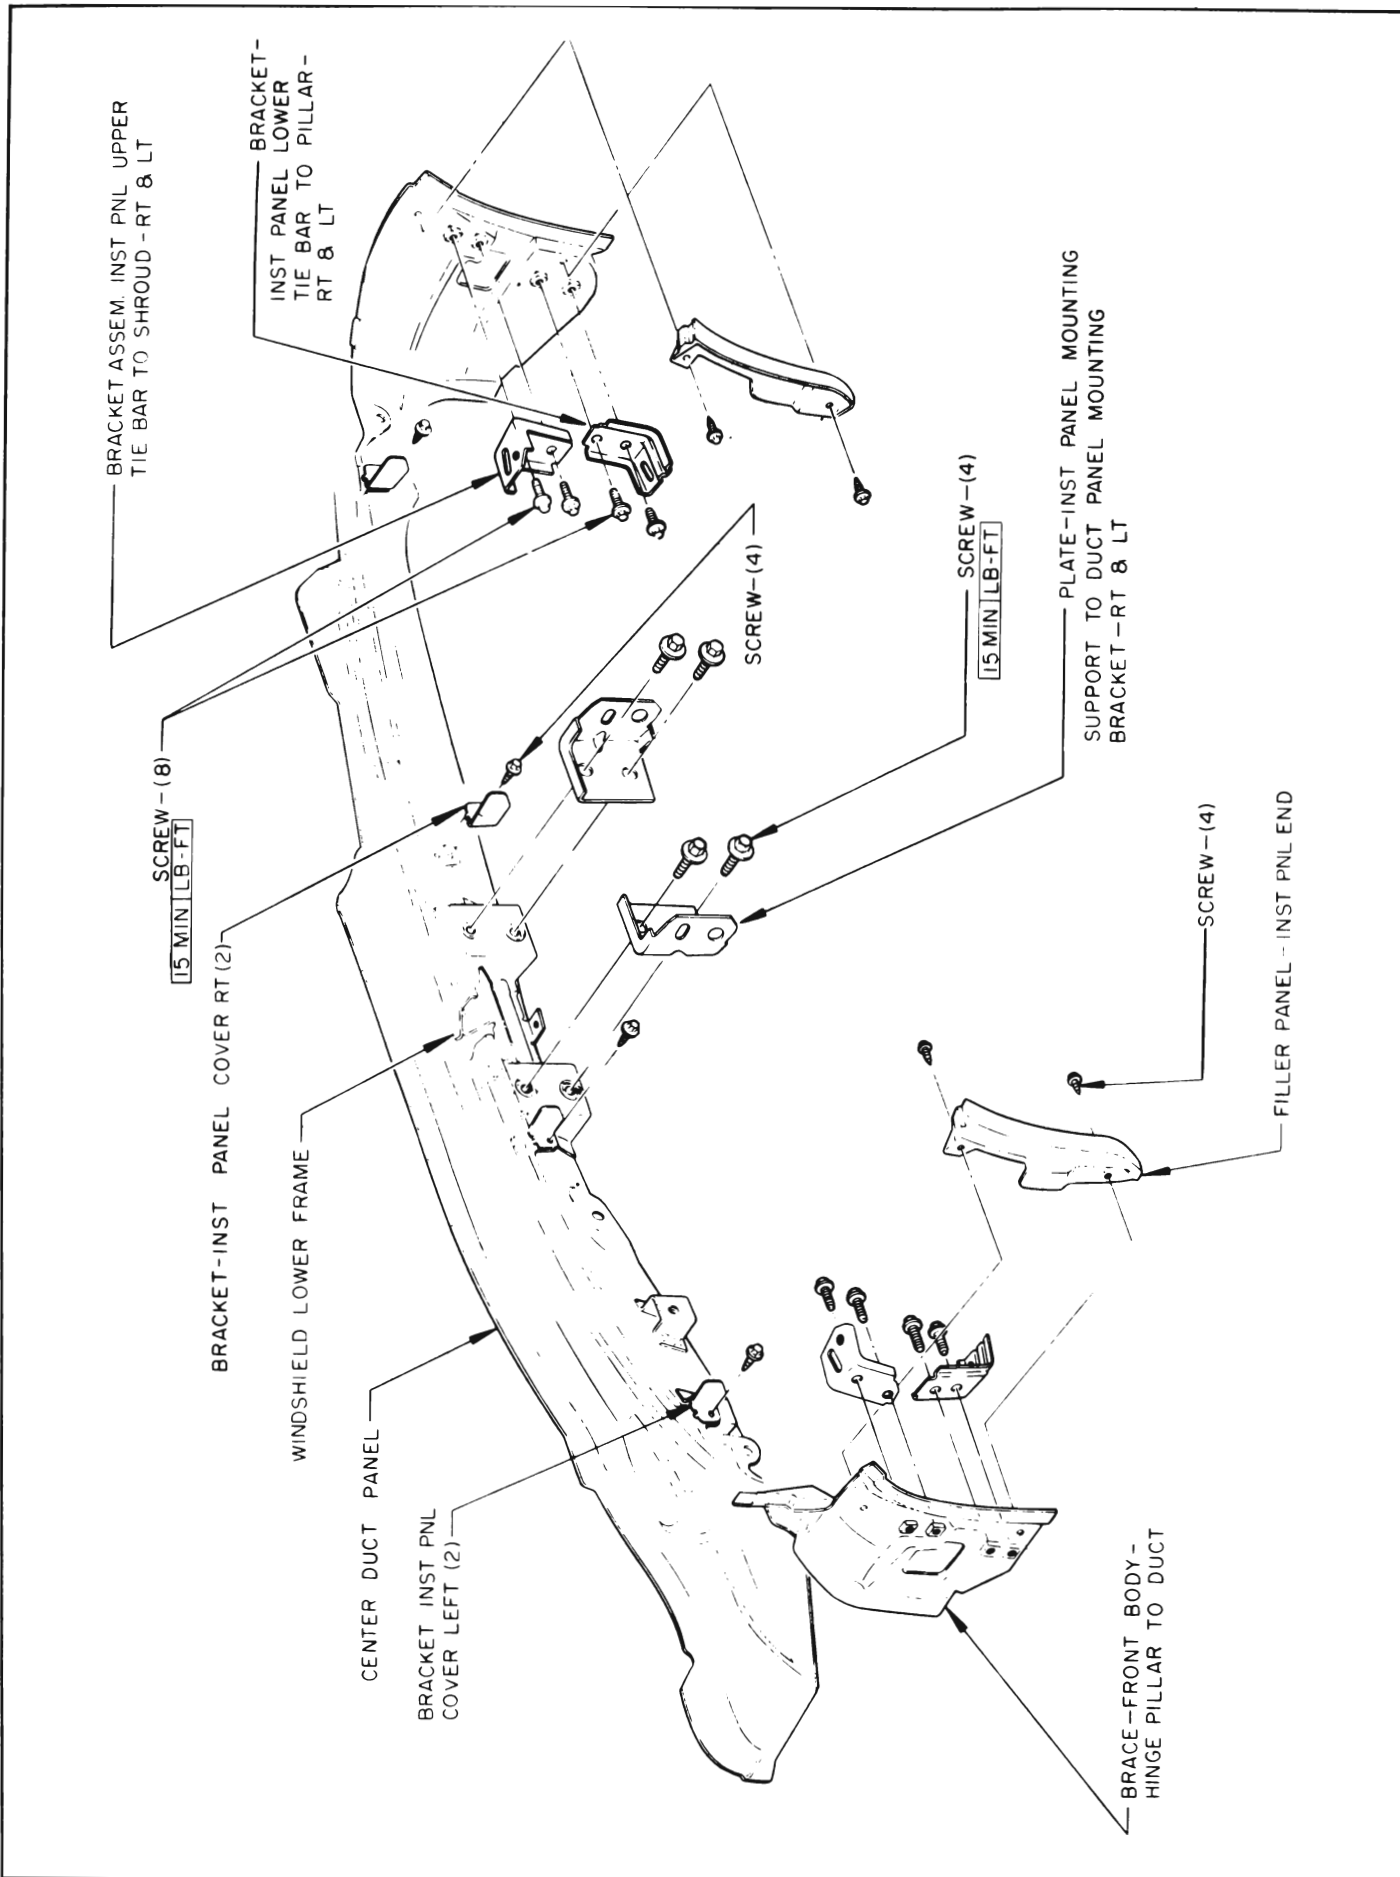 BRACKET ASSEM. INST PNL UPPER
TIE BAR TO SHROUD-RT & LT
BRACKET-
INST PANEL LOWER
TIE BAR TO PILLAR-
RT & LT
SCREW-(8)
15 MIN LB-FT
BRACKET-INST PANEL COVER RT(2)
WINDSHIELD LOWER FRAME
CENTER DUCT PANEL
BRACKET INST PNL
COVER LEFT (2)
SCREW-(4)
SCREW-(4)
15 MIN LB-FT
PLATE-INST PANEL MOUNTING
SUPPORT TO DUCT PANEL MOUNTING
BRACKET-RT & LT
SCREW-(4)
FILLER PANEL-INST PNL END
BRACE-FRONT BODY-
HINGE PILLAR TO DUCT